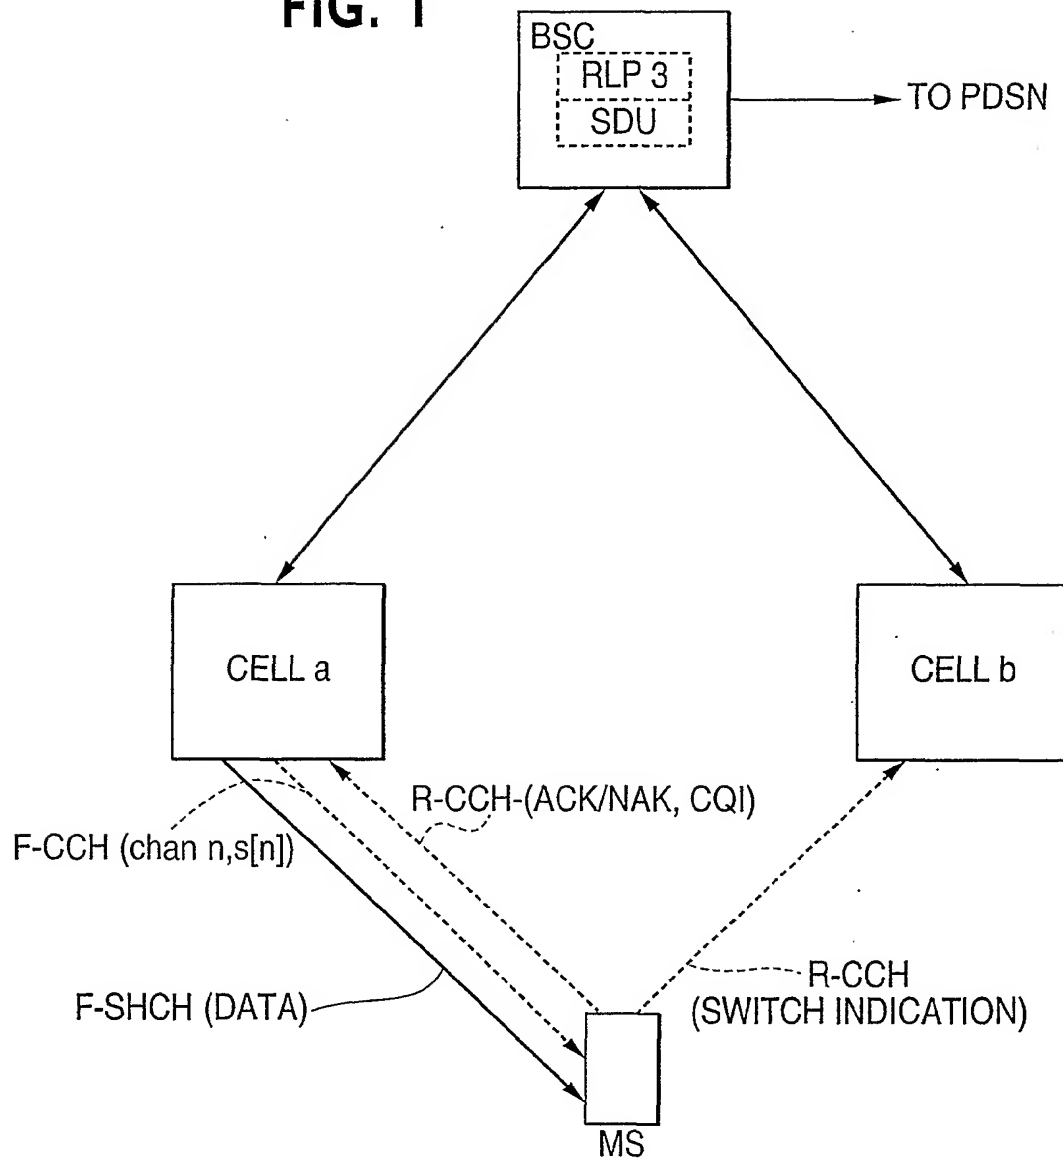 FIG. 1
BSC
RLP 3
SDU
TO PDSN
CELL a
CELL b
R-CCH-(ACK/NAK, CQI)
F-CCH (chan n,s[n])
F-SHCH (DATA)
R-CCH
(SWITCH INDICATION)
MS